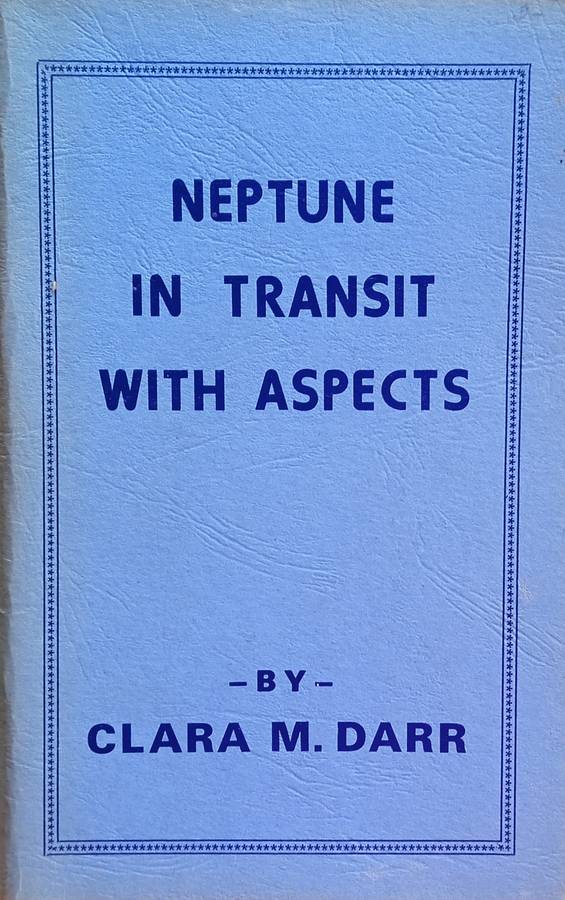 NEPTUNE
IN TRANSIT
WITH ASPECTS
-BY-
CLARA M. DARR